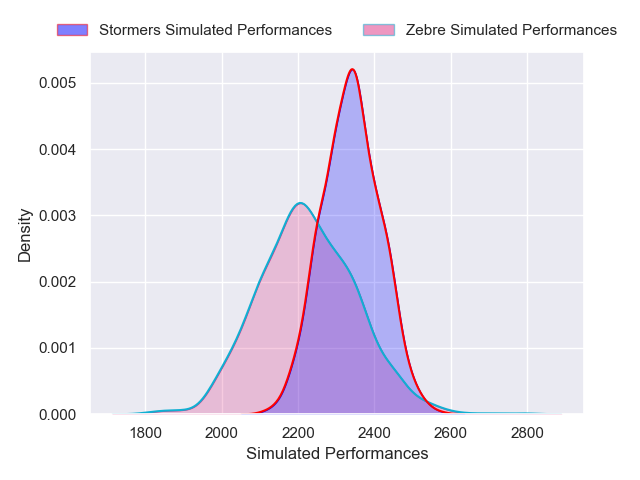 Stormers Simulated Performances Zebre Simulated Performances
0.005
0.004
0.003
0.002
0.001
0.000
Density
1800 2000 2200 2400 2600 2800
Simulated Performances